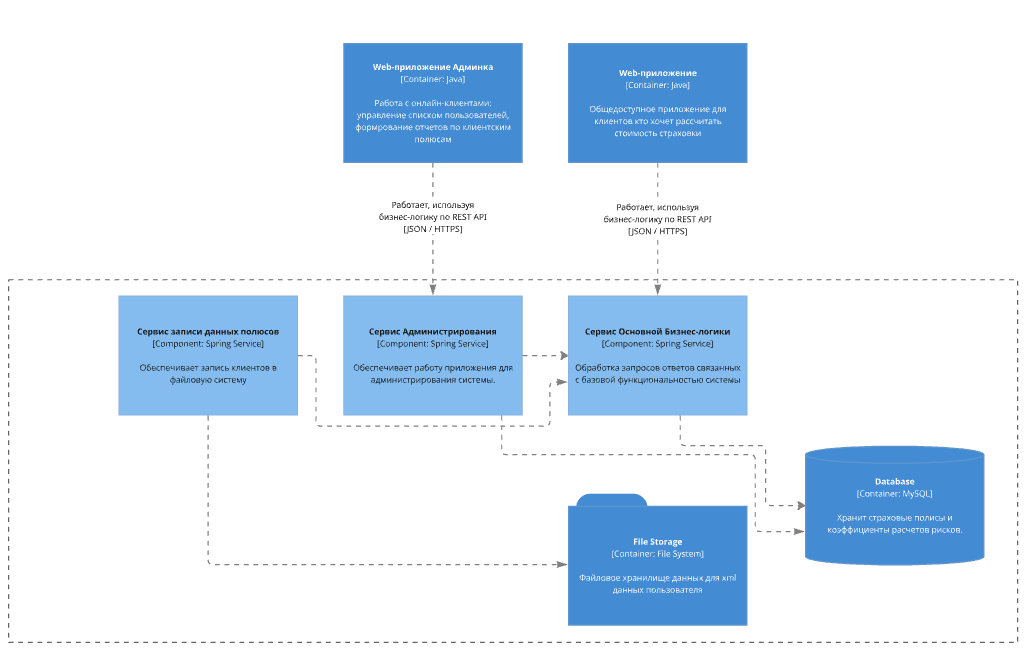 Web-приложение Админка
[Container: Java]
Работа с онлайн-клиентами:
управление списком пользователей,
формрование отчетов по клиентским
полюсам
Web-приложение
[Container: Java]
Общедоступное приложение для
клиентов кто хочет рассчитать
стоимость страховки
Работает, используя
бизнес-логику по REST API
[JSON / HTTPS]
Работает, используя
бизнес-логику по REST API
[JSON / HTTPS]
Сервис записи данных полюсов
[Component: Spring Service]
Обеспечивает запись клиентов в
файловую систему
Сервис Администрирования
[Component: Spring Service]
Обеспечивает работу приложения для
администрирования системы.
Сервис Основной Бизнес-логики
[Component: Spring Service]
Обработка запросов ответов связанных
с базовой функциональностью системы
Database
[Container: MySQL]
Хранит страховые полисы и
коэффициенты расчетов рисков.
File Storage
[Container: File System]
Файловое хранилище данных для xml
данных пользователя